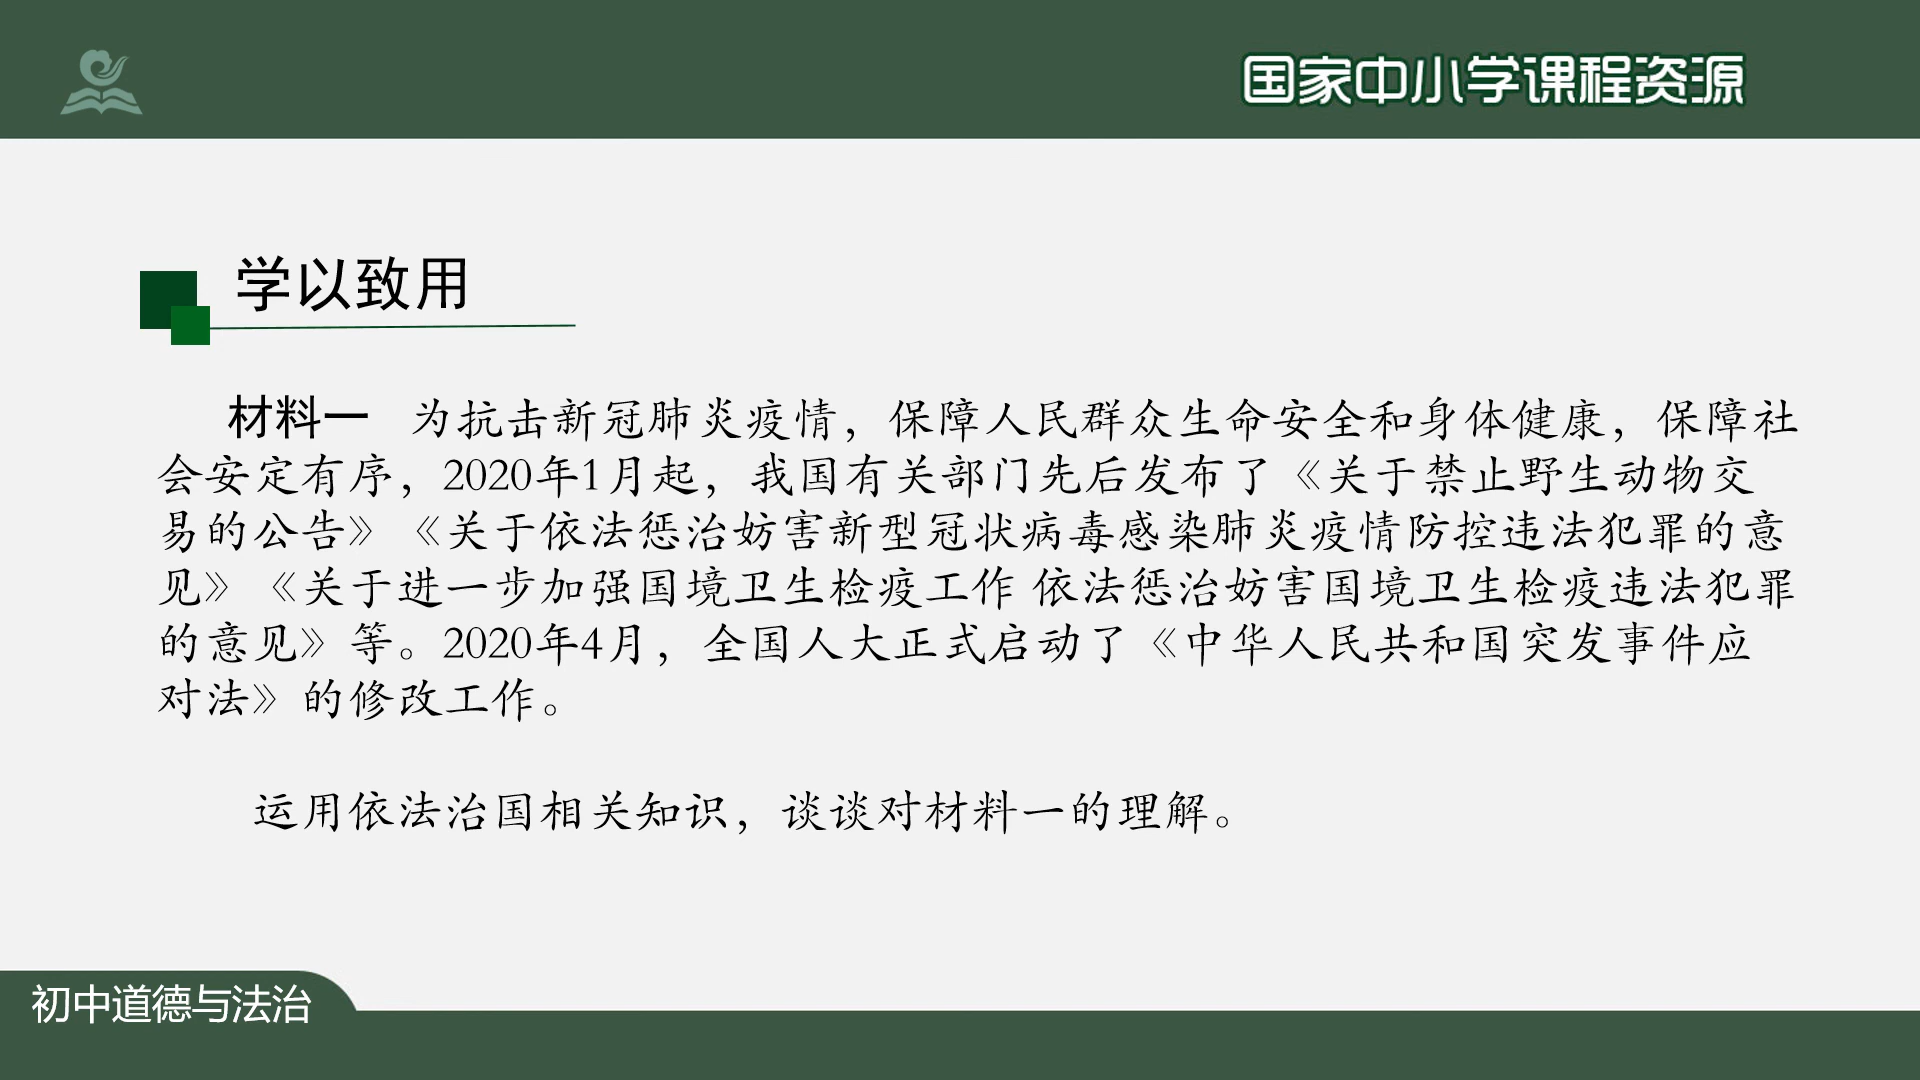 国家中小学课程资源
学以致用
材料一 为抗击新冠肺炎疫情，保障人民群众生命安全和身体健康，保障社
会安定有序，2020年1月起，我国有关部门先后发布了《关于禁止野生动物交
易的公告》《关于依法惩治妨害新型冠状病毒感染肺炎疫情防控违法犯罪的意
见》《关于进一步加强国境卫生检疫工作 依法惩治妨害国境卫生检疫违法犯罪
的意见》等。2020年4月，全国人大正式启动了《中华人民共和国突发事件应
对法》的修改工作。
运用依法治国相关知识，谈谈对材料一的理解。
初中道德与法治